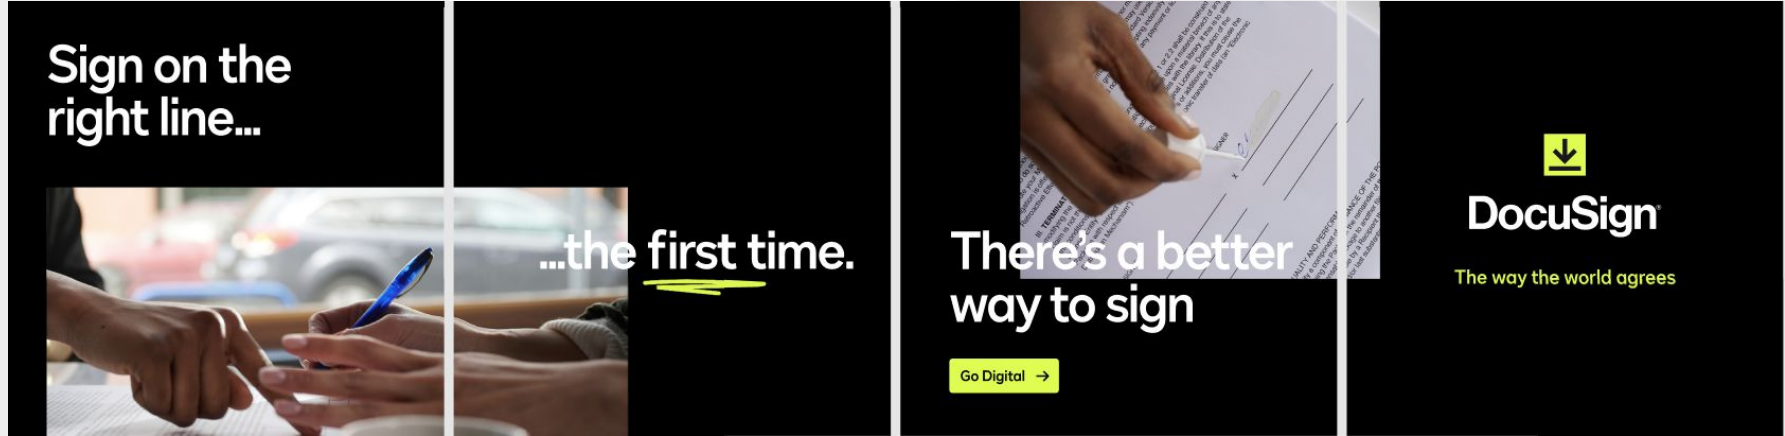 Sign on the
right line...
...the first time.
There's a better
way to sign
Go Digital →
DocuSign®
The way the world agrees